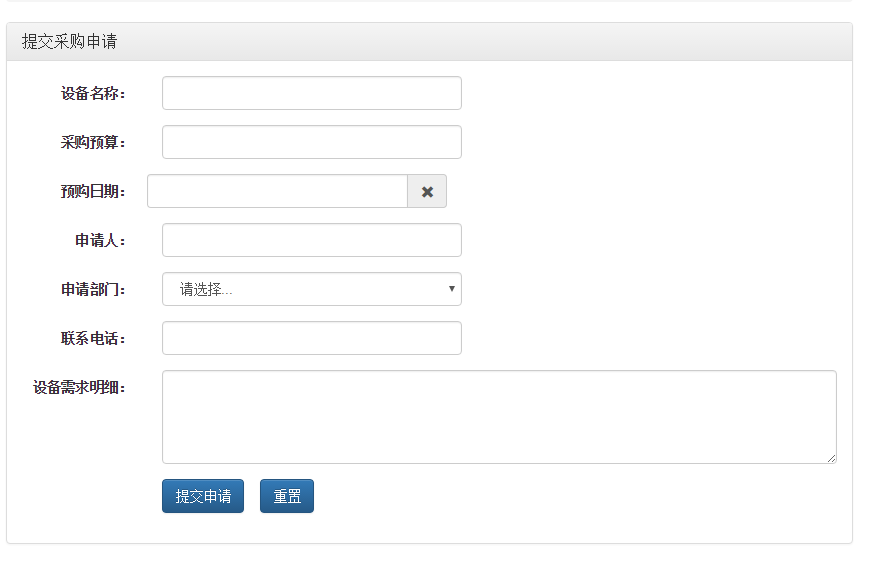 提交采购申请
设备名称：
采购预算：
预购日期：
申请人：
申请部门： 请选择...
联系电话：
设备需求明细：
提交申请 重置